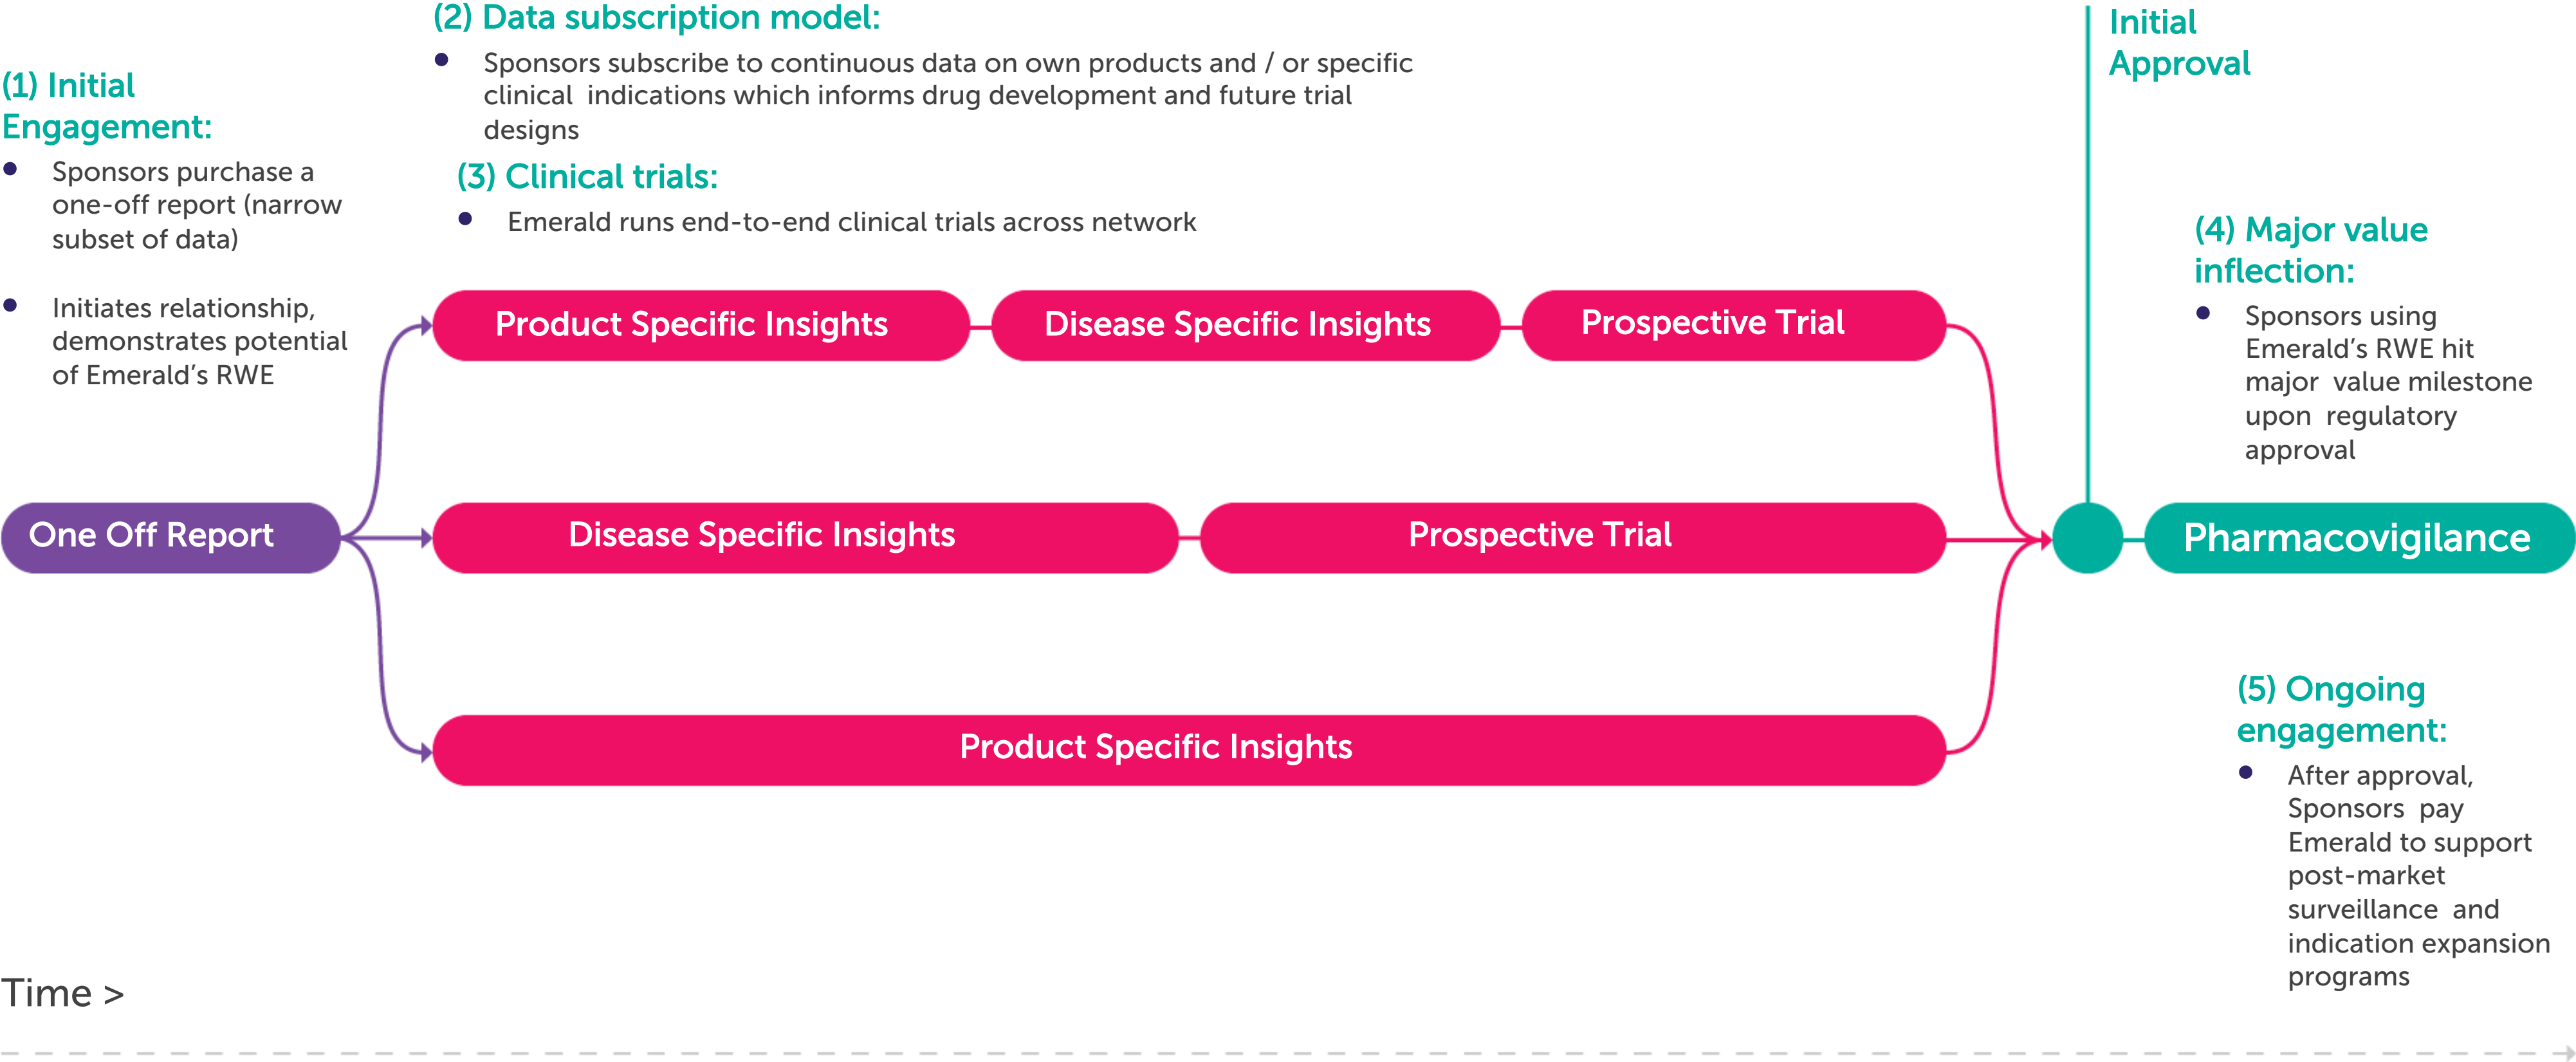 (1) Initial
Engagement:
Sponsors purchase a
one-off report (narrow
subset of data)
Initiates relationship,
demonstrates potential
of Emerald’s RWE
(2) Data subscription model:
Sponsors subscribe to continuous data on own products and / or specific
clinical indications which informs drug development and future trial
designs
(3) Clinical trials:
Emerald runs end-to-end clinical trials across network
Initial
Approval
(4) Major value
inflection:
Sponsors using
Emerald’s RWE hit
major value milestone
upon regulatory
approval
Product Specific Insights
Disease Specific Insights
Prospective Trial
One Off Report
Disease Specific Insights
Prospective Trial
Pharmacovigilance
Product Specific Insights
(5) Ongoing
engagement:
After approval,
Sponsors pay
Emerald to support
post-market
surveillance and
indication expansion
programs
Time >